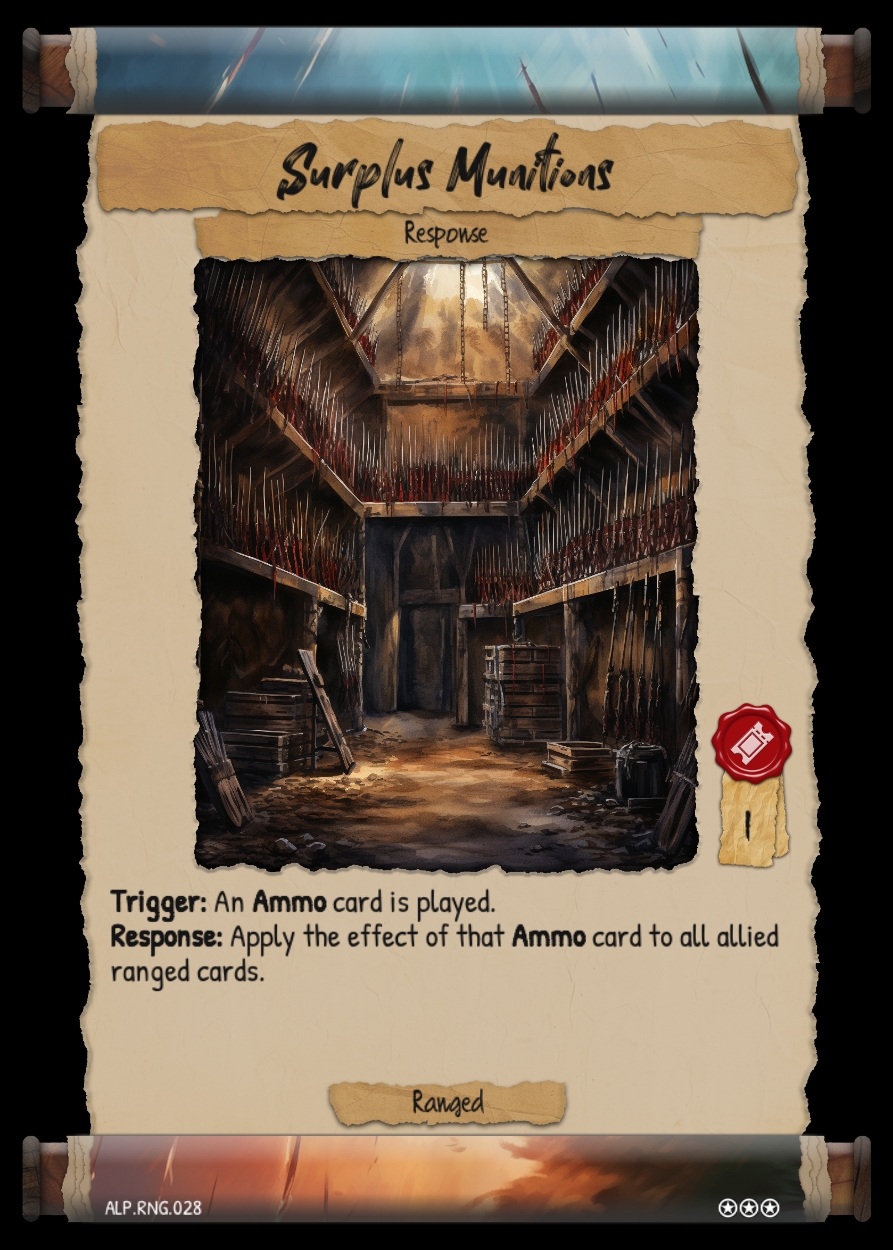 Surplus Munitions
Response
1
Trigger: An Ammo card is played.
Response: Apply the effect of that Ammo card to all allied
ranged cards.
Ranged
ALP.RNG.028